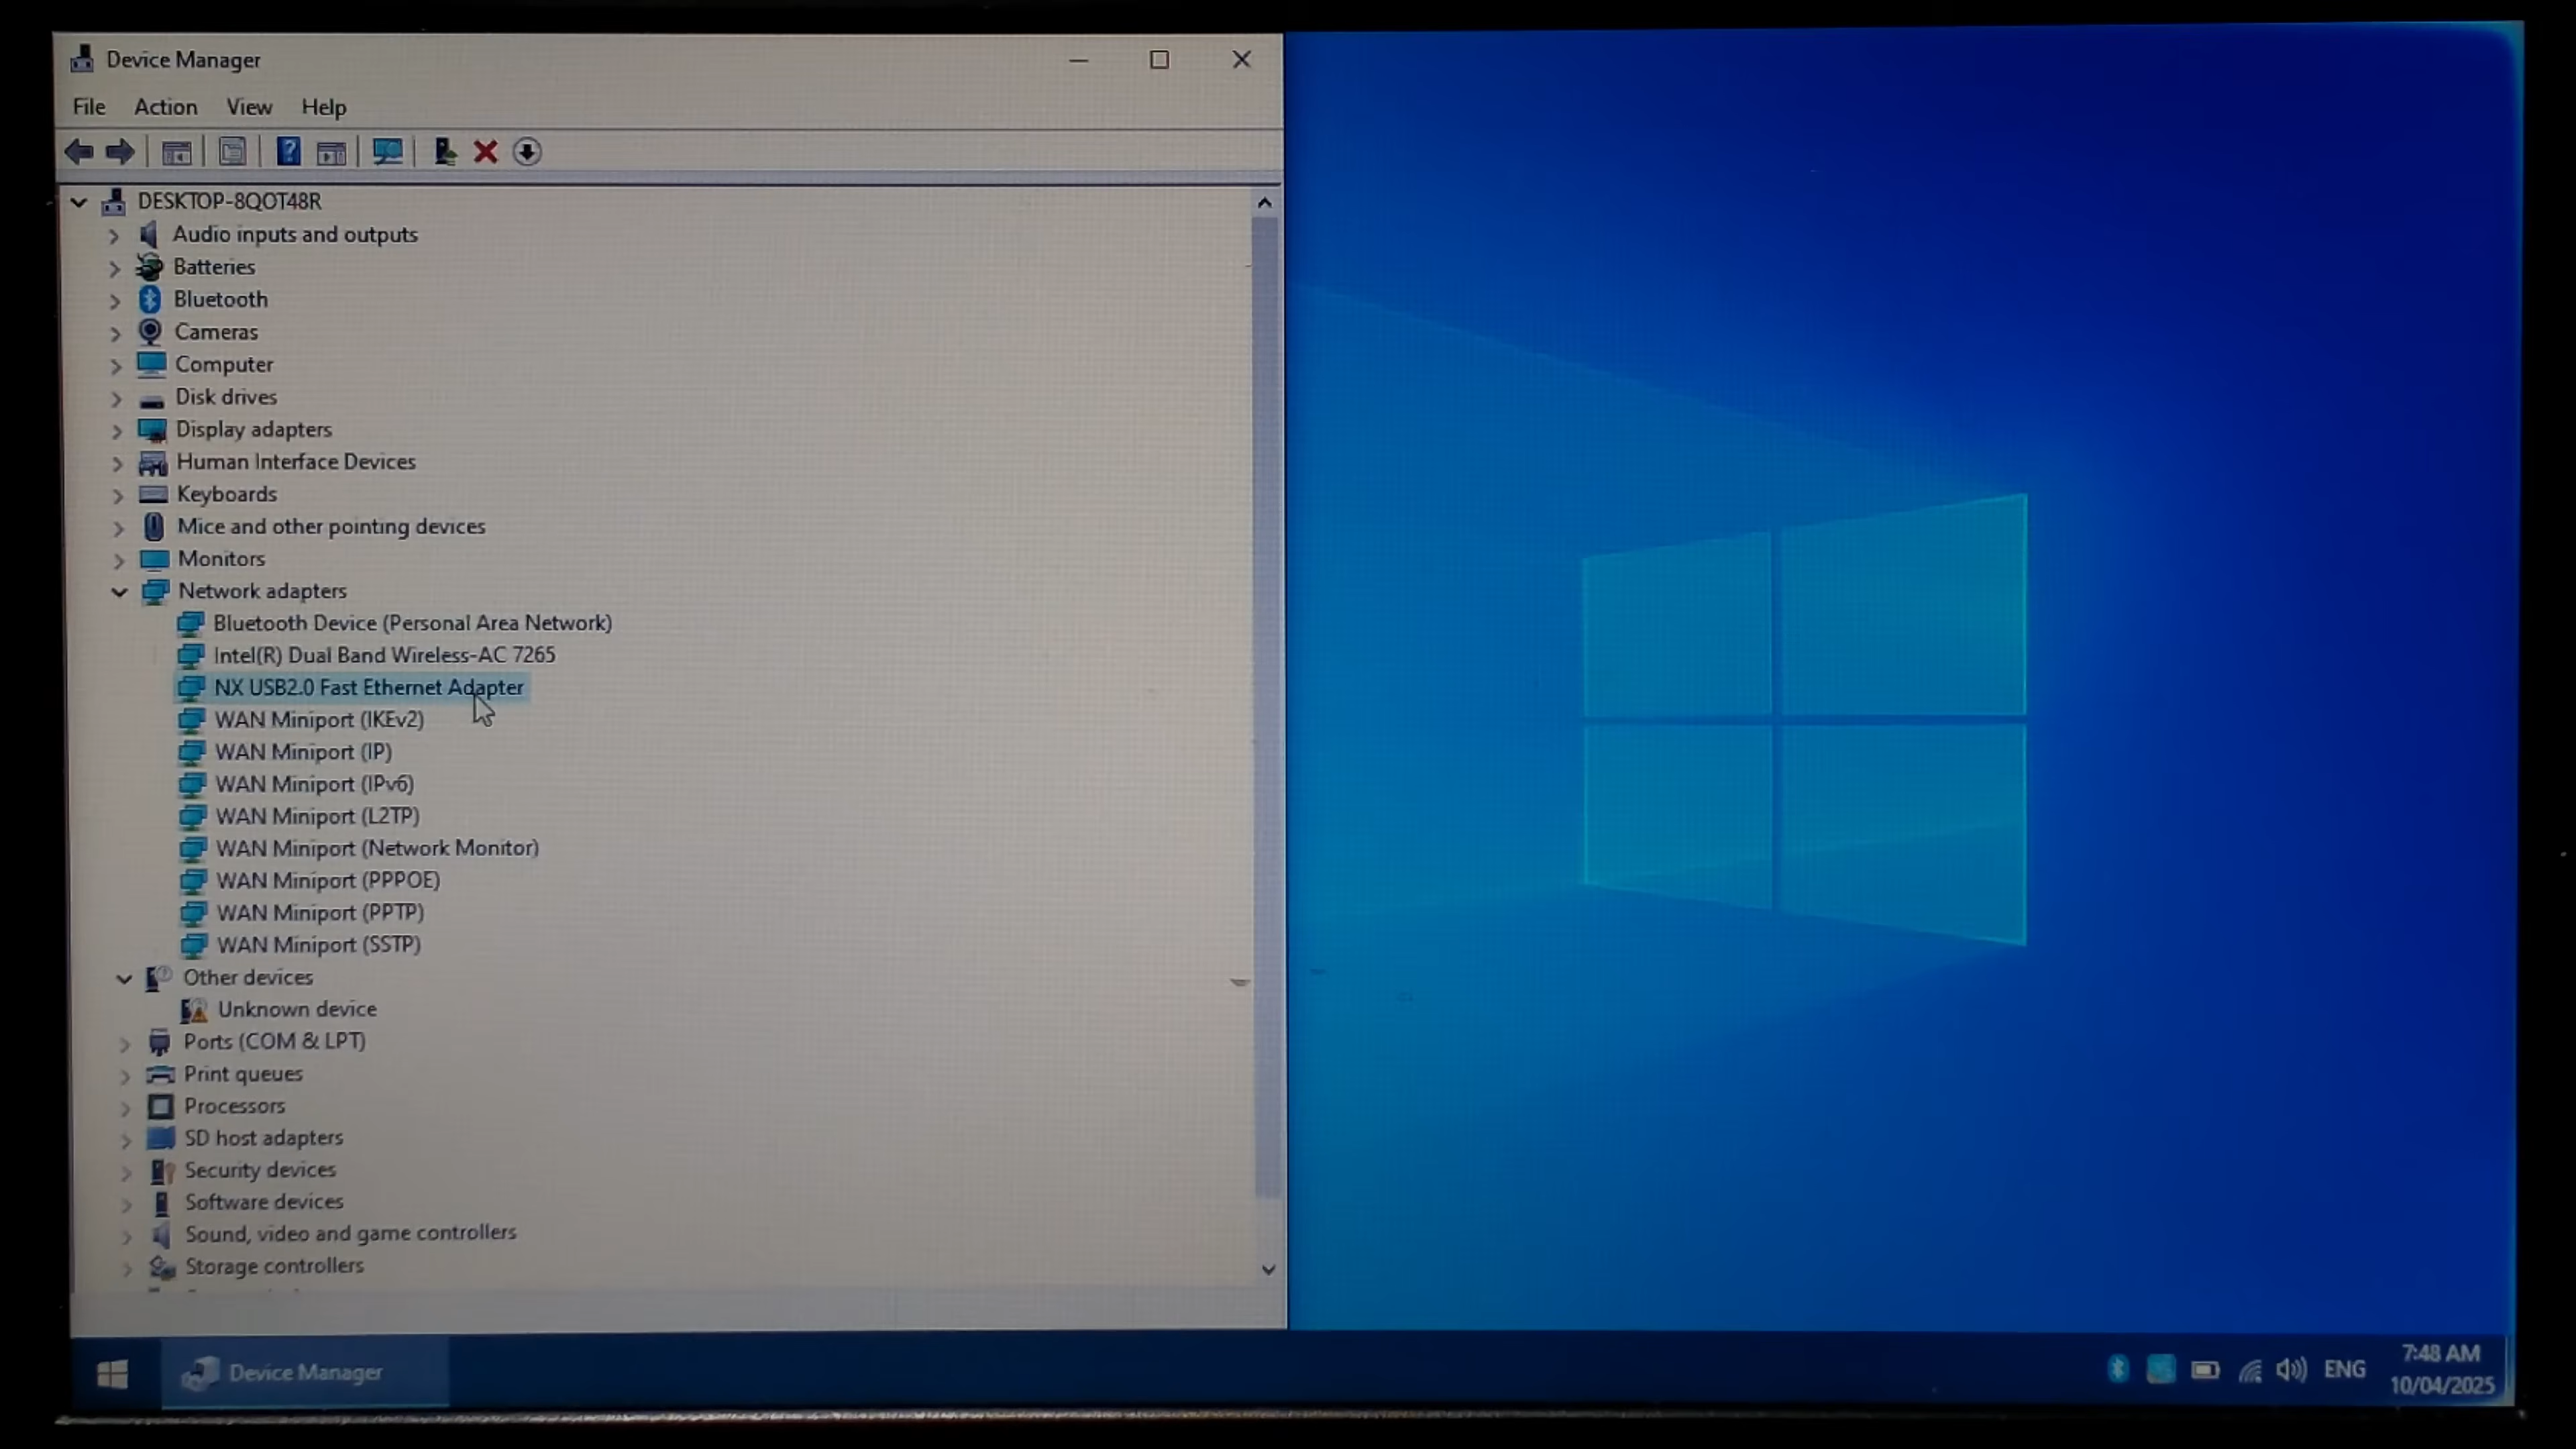 Device Manager
File Action View Help
DESKTOP-8QOT48R
Audio inputs and outputs
Batteries
Bluetooth
Cameras
Computer
Disk drives
Display adapters
Human Interface Devices
Keyboards
Mice and other pointing devices
Monitors
Network adapters
Bluetooth Device (Personal Area Network)
Intel(R) Dual Band Wireless-AC 7265
NX USB2.0 Fast Ethernet Adapter
WAN Miniport (IKEv2)
WAN Miniport (IP)
WAN Miniport (IPv6)
WAN Miniport (L2TP)
WAN Miniport (Network Monitor)
WAN Miniport (PPPOE)
WAN Miniport (PPTP)
WAN Miniport (SSTP)
Other devices
Unknown device
Ports (COM & LPT)
Print queues
Processors
SD host adapters
Security devices
Software devices
Sound, video and game controllers
Storage controllers
Device Manager
ENG
7:48 AM
10/04/2025